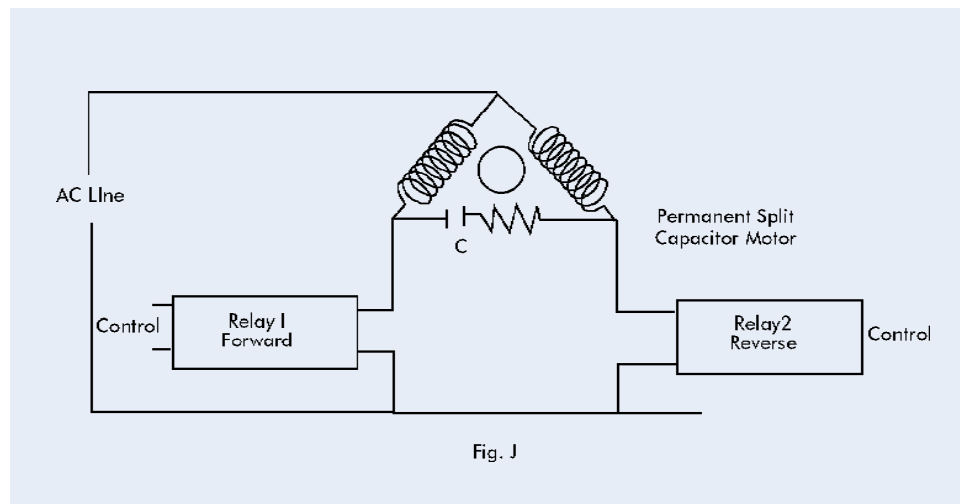 AC LIne
C
Permanent Split
Capacitor Motor
Control
Relay I
Forward
Relay2
Reverse
Control
Fig. J